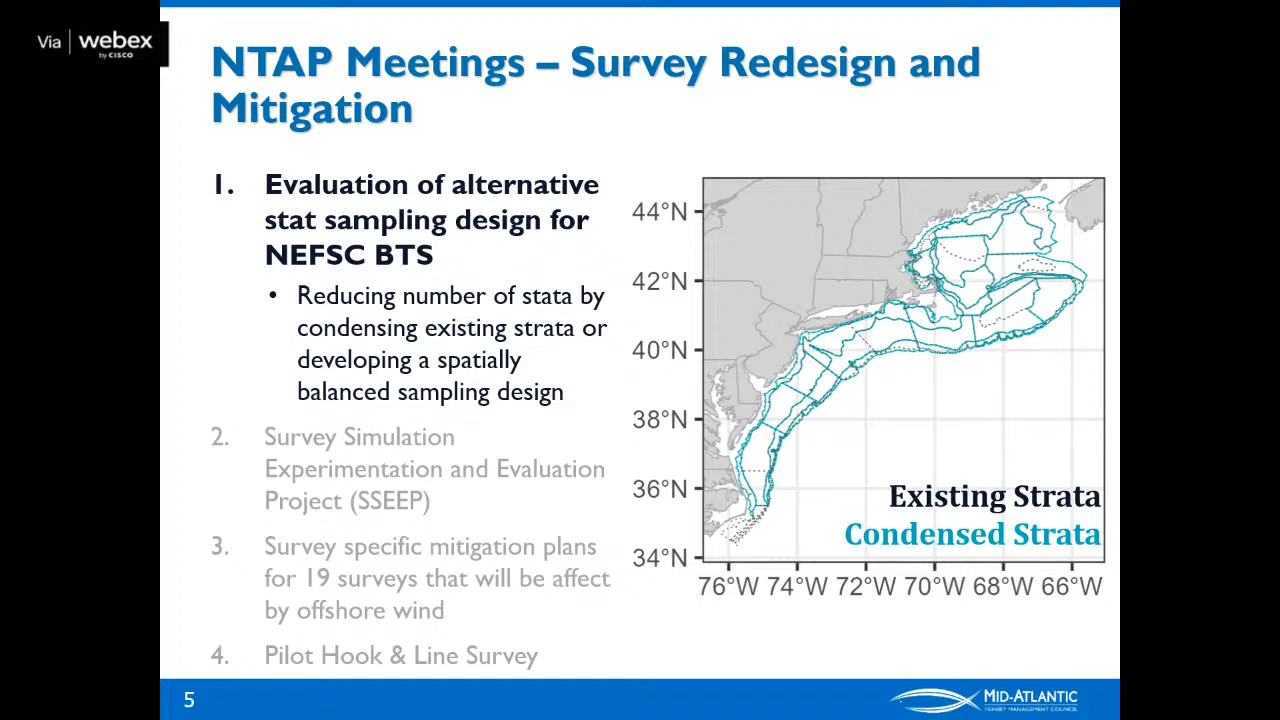 Via webex
by CISCO
NTAP Meetings – Survey Redesign and
Mitigation
1. Evaluation of alternative
stat sampling design for
NEFSC BTS
• Reducing number of stata by
condensing existing strata or
developing a spatially
balanced sampling design
2. Survey Simulation
Experimentation and Evaluation
Project (SSEEP)
3. Survey specific mitigation plans
for 19 surveys that will be affect
by offshore wind
4. Pilot Hook & Line Survey
44°N
42°N
40°N
38°N
36°N
34°N
76°W 74°W 72°W 70°W 68°W 66°W
Existing Strata
Condensed Strata
5
MID-ATLANTIC
FISHERY MANAGEMENT COUNCIL